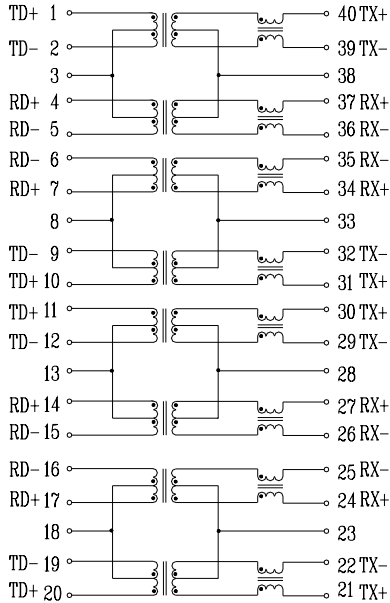 TD+ 1 40 TX+
TD- 2 39 TX-
3 38
RD+ 4 37 RX+
RD- 5 36 RX-
RD- 6 35 RX-
RD+ 7 34 RX+
8 33
TD- 9 32 TX-
TD+ 10 31 TX+
TD+ 11 30 TX+
TD- 12 29 TX-
13 28
RD+ 14 27 RX+
RD- 15 26 RX-
RD- 16 25 RX-
RD+ 17 24 RX+
18 23
TD- 19 22 TX-
TD+ 20 21 TX+